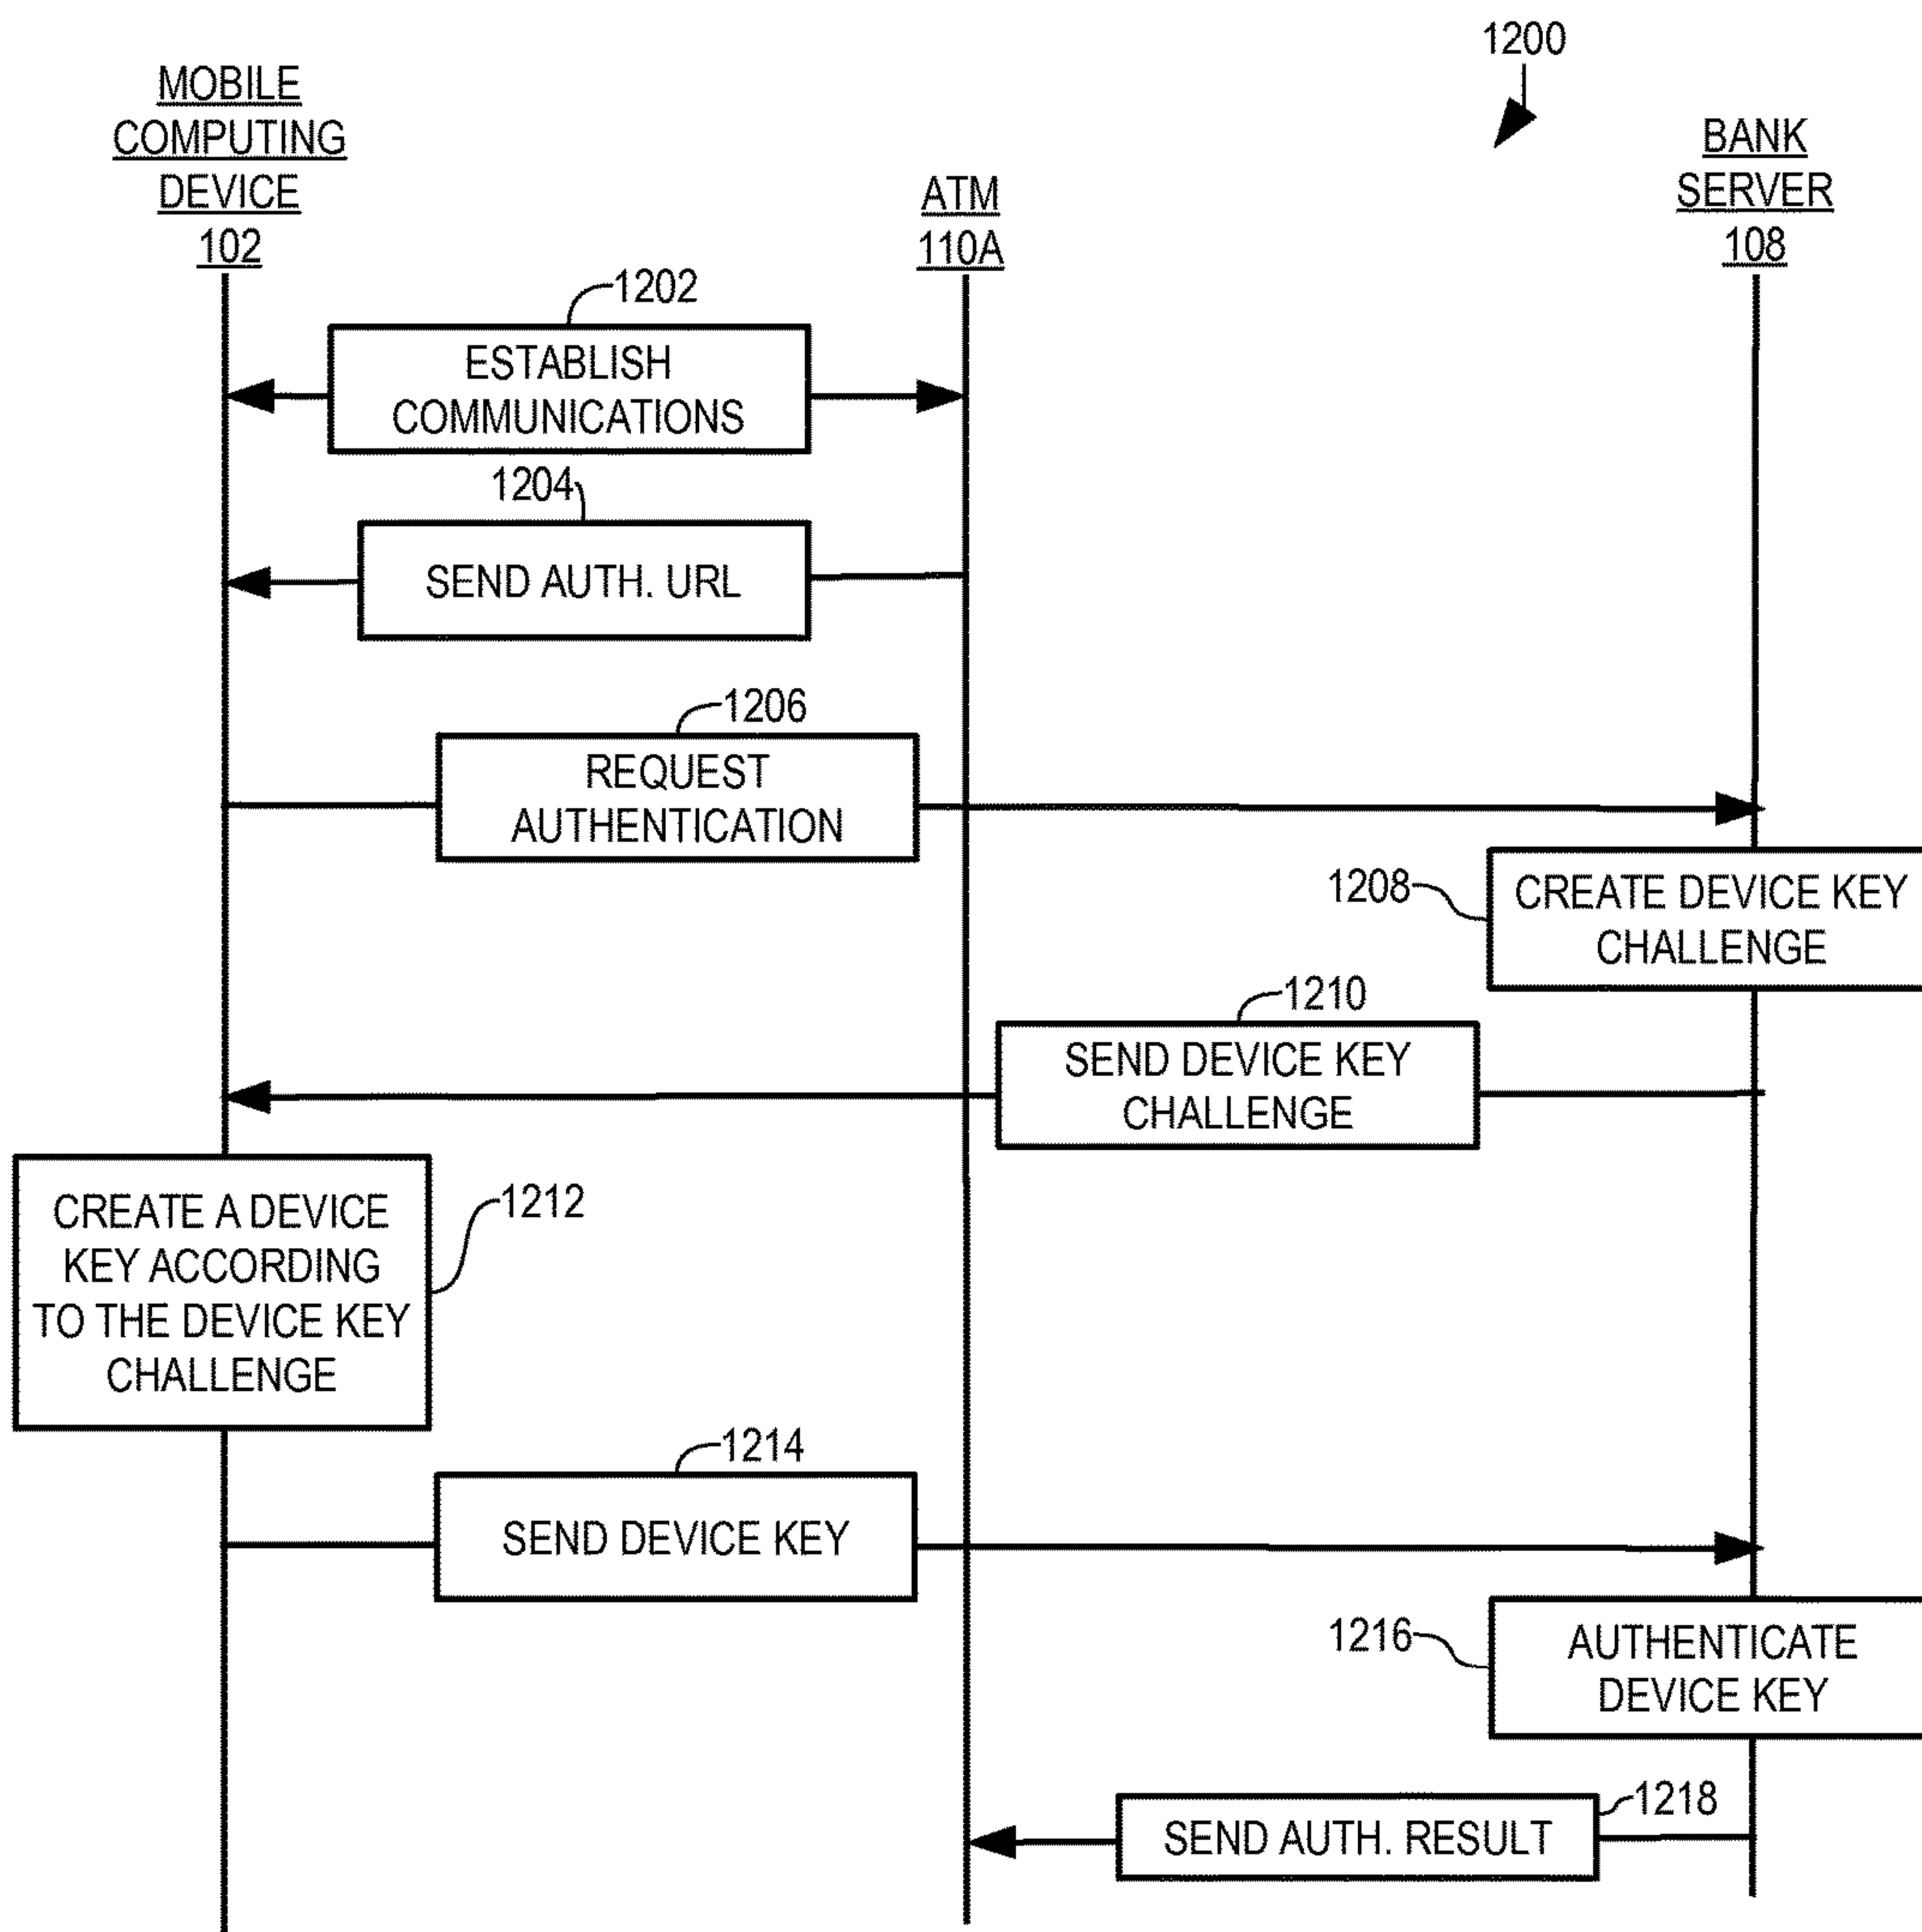 1200
MOBILE
COMPUTING
DEVICE
102
ATM
110A
BANK
SERVER
108
1202
ESTABLISH
COMMUNICATIONS
1204
SEND AUTH. URL
1206
REQUEST
AUTHENTICATION
1208
CREATE DEVICE KEY
CHALLENGE
1210
SEND DEVICE KEY
CHALLENGE
CREATE A DEVICE
KEY ACCORDING
TO THE DEVICE KEY
CHALLENGE
1212
1214
SEND DEVICE KEY
1216
AUTHENTICATE
DEVICE KEY
1218
SEND AUTH. RESULT